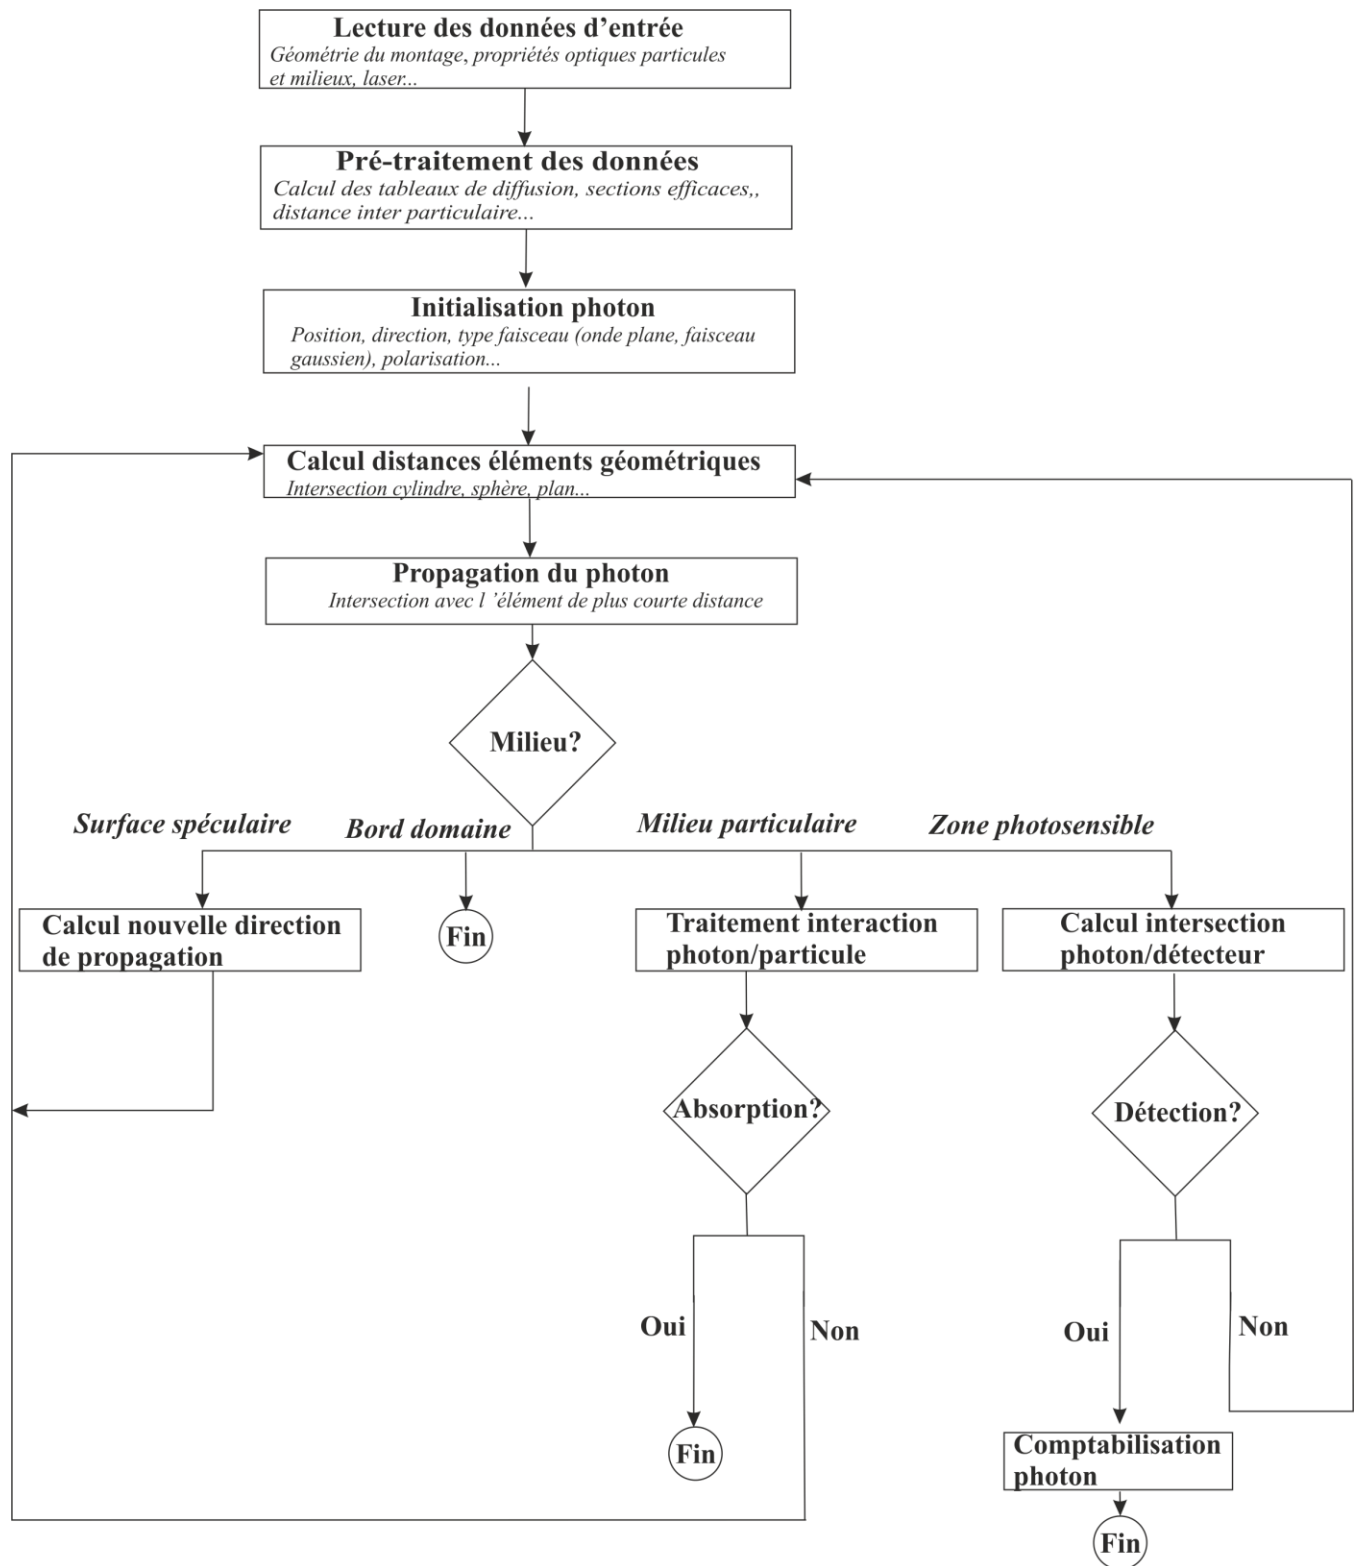 Lecture des données d’entrée
Géométrie du montage, propriétés optiques particules
et milieux, laser...
Pré-traitement des données
Calcul des tableaux de diffusion, sections efficaces,,
distance inter particulaire...
Initialisation photon
Position, direction, type faisceau (onde plane, faisceau
gaussien), polarisation...
Calcul distances éléments géométriques
Intersection cylindre, sphère, plan...
Propagation du photon
Intersection avec l ’élément de plus courte distance
Milieu?
Surface spéculaire
Bord domaine
Milieu particulaire
Zone photosensible
Calcul nouvelle direction
de propagation
Fin
Traitement interaction
photon/particule
Calcul intersection
photon/détecteur
Absorption?
Détection?
Oui
Non
Oui
Non
Fin
Comptabilisation
photon
Fin